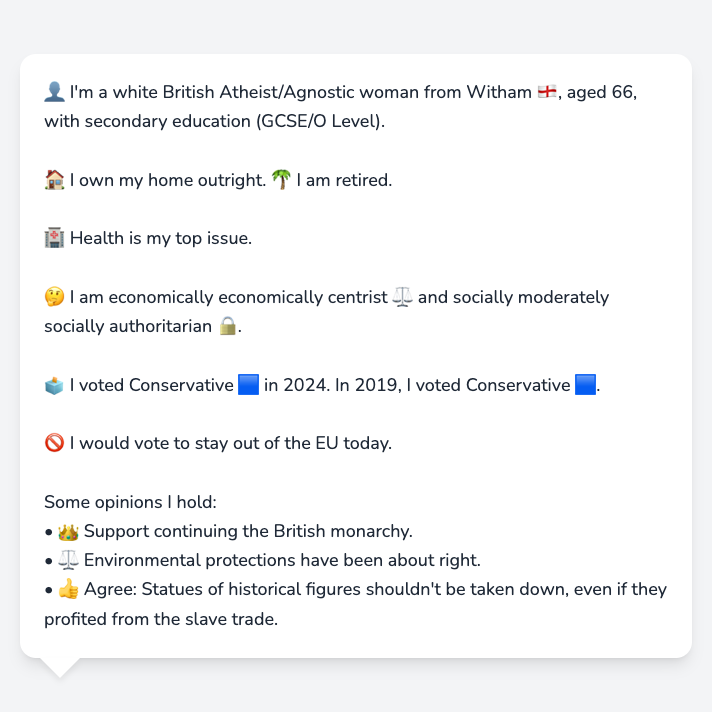 👤 I'm a white British Atheist/Agnostic woman from Witham 🏴󠁧󠁢󠁥󠁮󠁧󠁿, aged 66,
with secondary education (GCSE/O Level).
🏠 I own my home outright. 🌴 I am retired.
🏥 Health is my top issue.
🤔 I am economically economically centrist ⚖️ and socially moderately
socially authoritarian 🔒.
🗳️ I voted Conservative 🟦 in 2024. In 2019, I voted Conservative 🟦.
🚫 I would vote to stay out of the EU today.
Some opinions I hold:
• 👑 Support continuing the British monarchy.
• ⚖️ Environmental protections have been about right.
• 👍 Agree: Statues of historical figures shouldn't be taken down, even if they
profited from the slave trade.